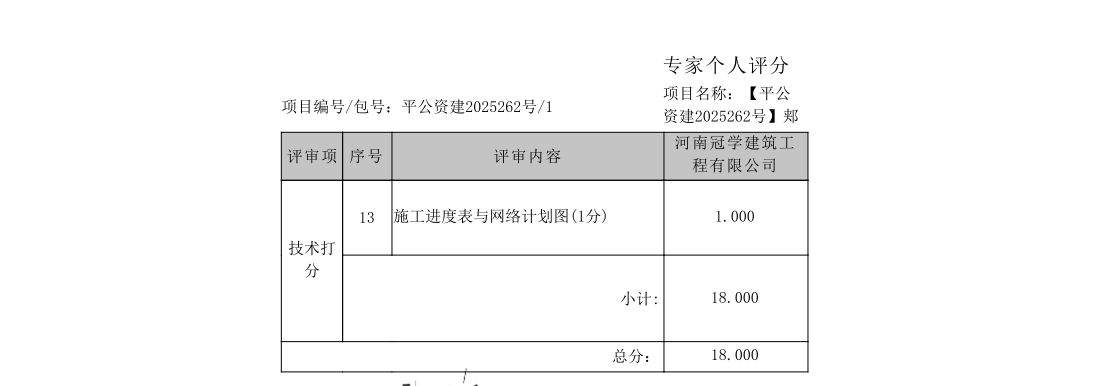 专家个人评分
项目编号/包号：平公资建2025262号/1
项目名称：【平公
资建2025262号】郏
评审项 序号 评审内容 河南冠学建筑工
程有限公司
技术打
分
13 施工进度表与网络计划图(1分) 1.000
小计: 18.000
总分: 18.000